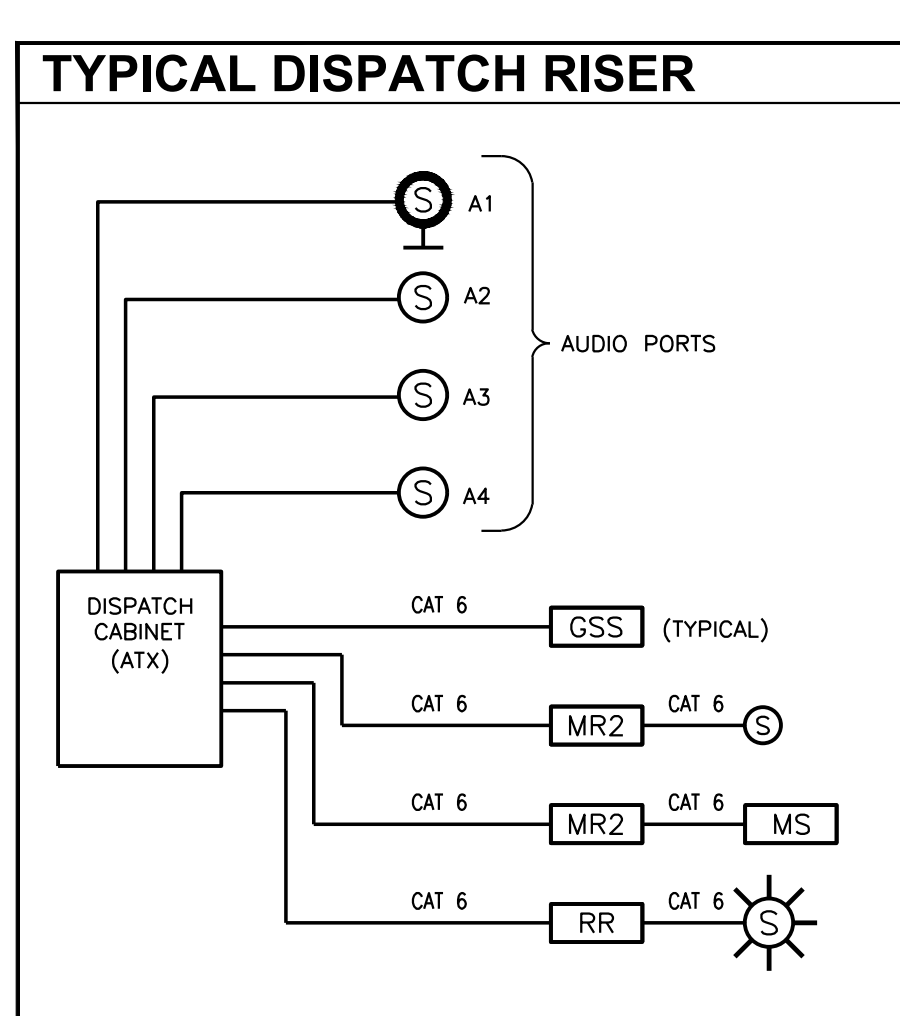 TYPICAL DISPATCH RISER
S A1
S A2
AUDIO PORTS
S A3
S A4
DISPATCH
CABINET
(ATX)
CAT 6
GSS (TYPICAL)
CAT 6 CAT 6
MR2 S
CAT 6 CAT 6
MR2 MS
CAT 6 CAT 6
RR S